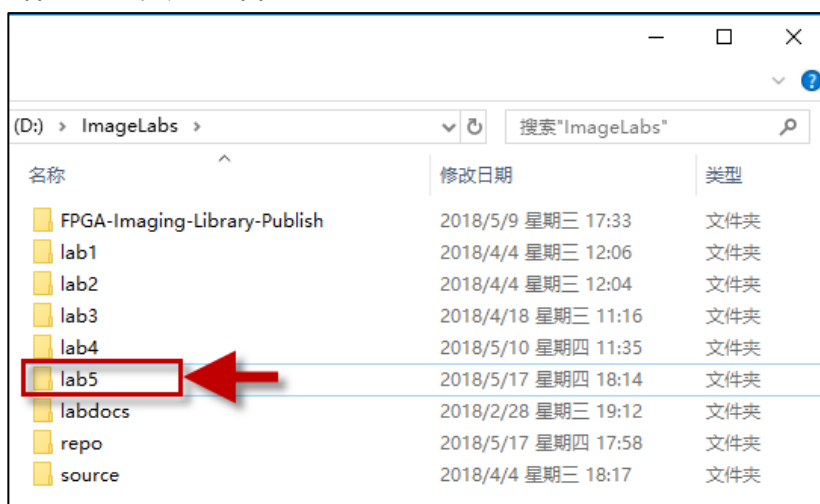 (D:) > ImageLabs > 搜索"ImageLabs"
名称 修改日期 类型
FPGA-Imaging-Library-Publish 2018/5/9 星期三 17:33 文件夹
lab1 2018/4/4 星期三 12:06 文件夹
lab2 2018/4/4 星期三 12:04 文件夹
lab3 2018/4/18 星期三 11:16 文件夹
lab4 2018/5/10 星期四 11:35 文件夹
lab5 2018/5/17 星期四 18:14 文件夹
labdocs 2018/2/28 星期三 19:12 文件夹
repo 2018/5/17 星期四 17:58 文件夹
source 2018/4/4 星期三 18:17 文件夹